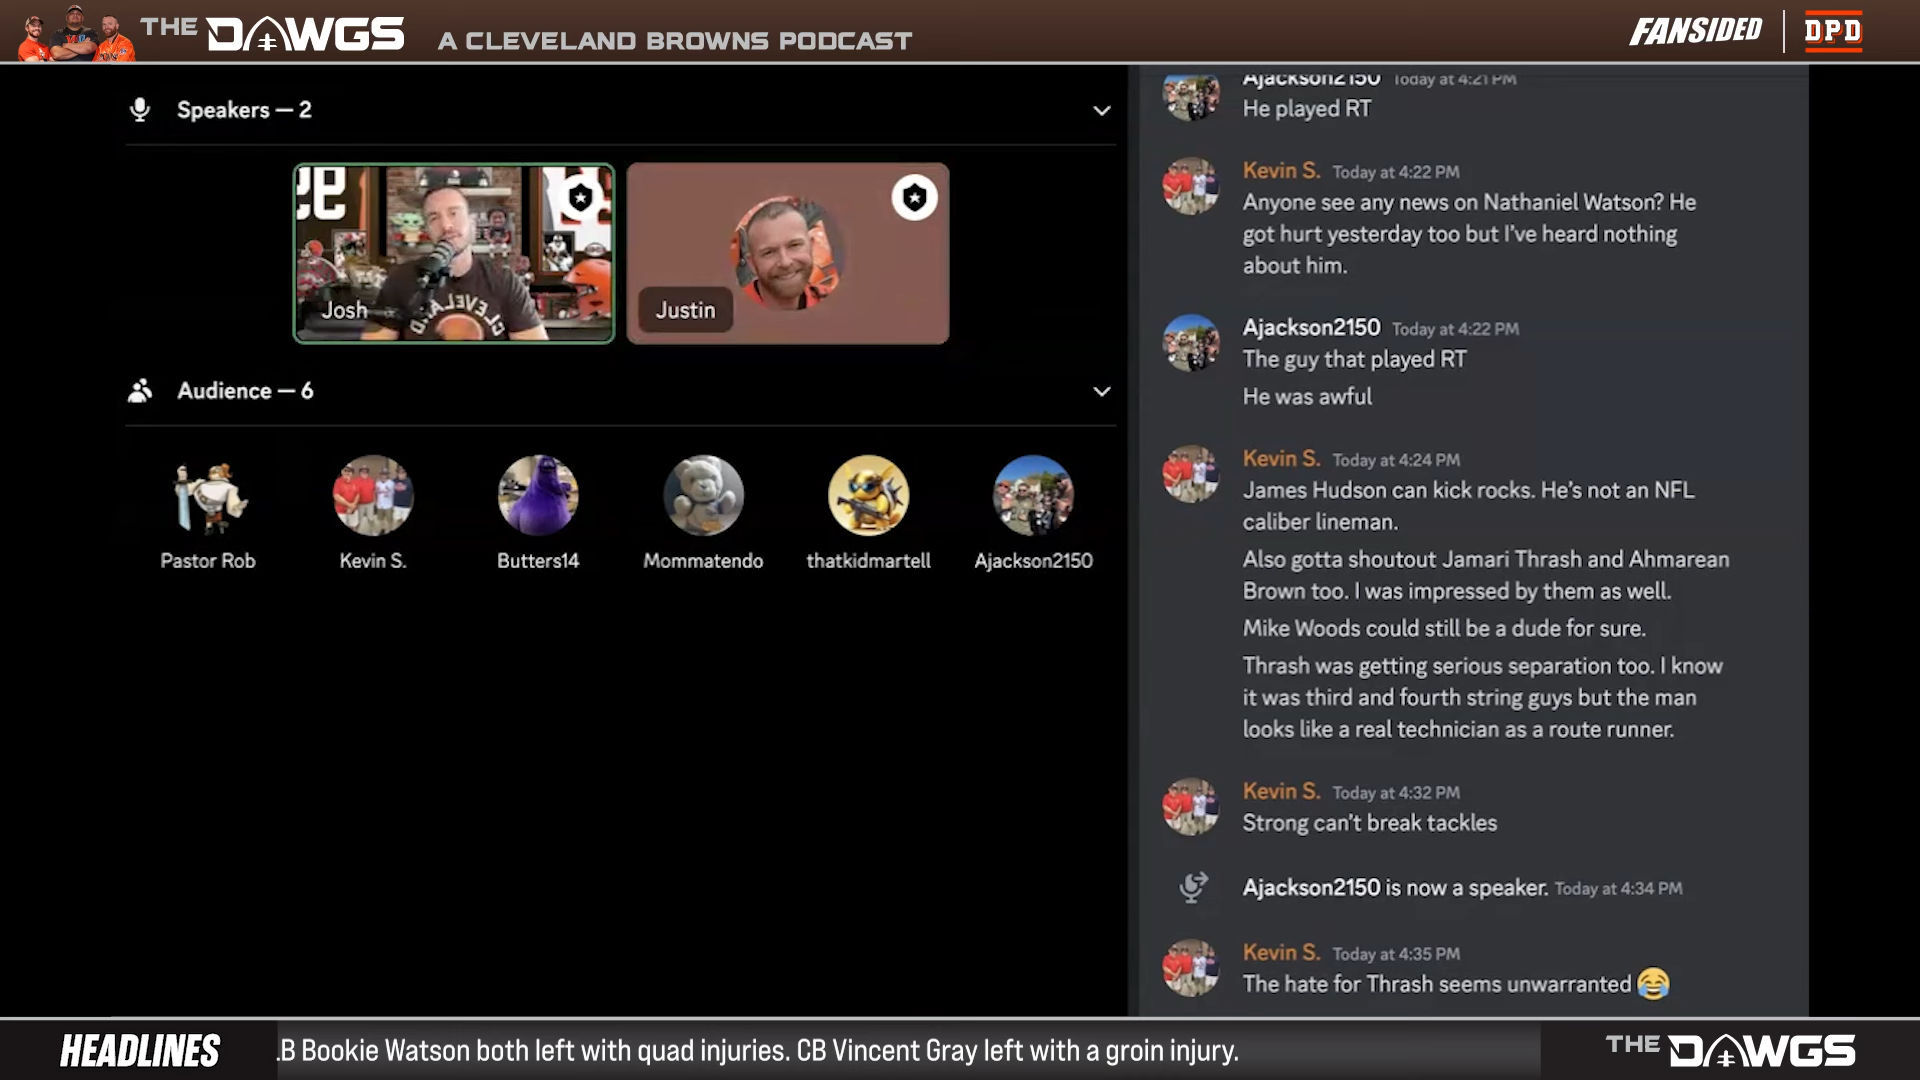 THE DAWGS A CLEVELAND BROWNS PODCAST
FANSIDED DPD
Speakers — 2
Josh
Justin
Audience — 6
Pastor Rob
Kevin S.
Butters14
Mommatendo
thatkidmartell
Ajackson2150
Ajackson2150 Today at 4:21 PM
He played RT
Kevin S. Today at 4:22 PM
Anyone see any news on Nathaniel Watson? He
got hurt yesterday too but I've heard nothing
about him.
Ajackson2150 Today at 4:22 PM
The guy that played RT
He was awful
Kevin S. Today at 4:24 PM
James Hudson can kick rocks. He's not an NFL
caliber lineman.
Also gotta shoutout Jamari Thrash and Ahmarean
Brown too. I was impressed by them as well.
Mike Woods could still be a dude for sure.
Thrash was getting serious separation too. I know
it was third and fourth string guys but the man
looks like a real technician as a route runner.
Kevin S. Today at 4:32 PM
Strong can't break tackles
Ajackson2150 is now a speaker. Today at 4:34 PM
Kevin S. Today at 4:35 PM
The hate for Thrash seems unwarranted 😂
HEADLINES .B Bookie Watson both left with quad injuries. CB Vincent Gray left with a groin injury.
THE DAWGS